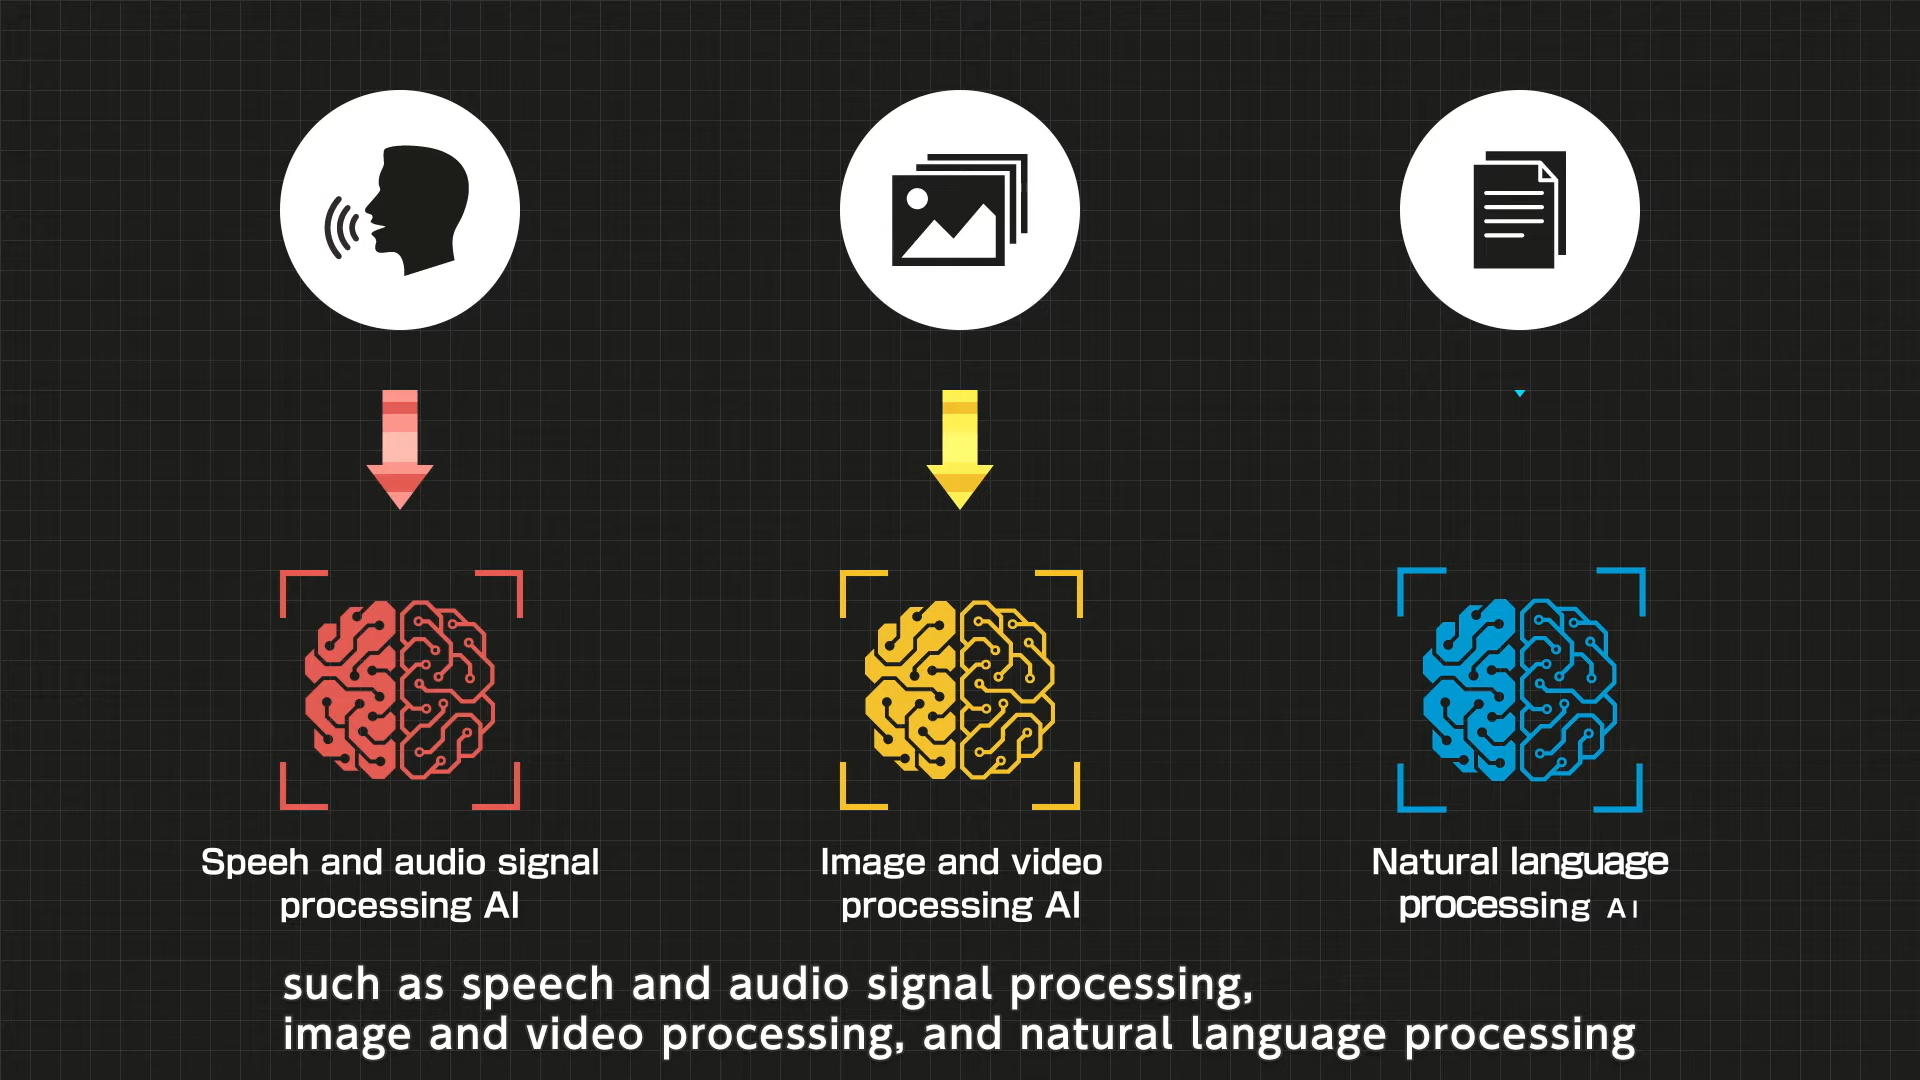 Speeh and audio signal
processing AI
Image and video
processing AI
Natural language
processing AI
such as speech and audio signal processing,
image and video processing, and natural language processing